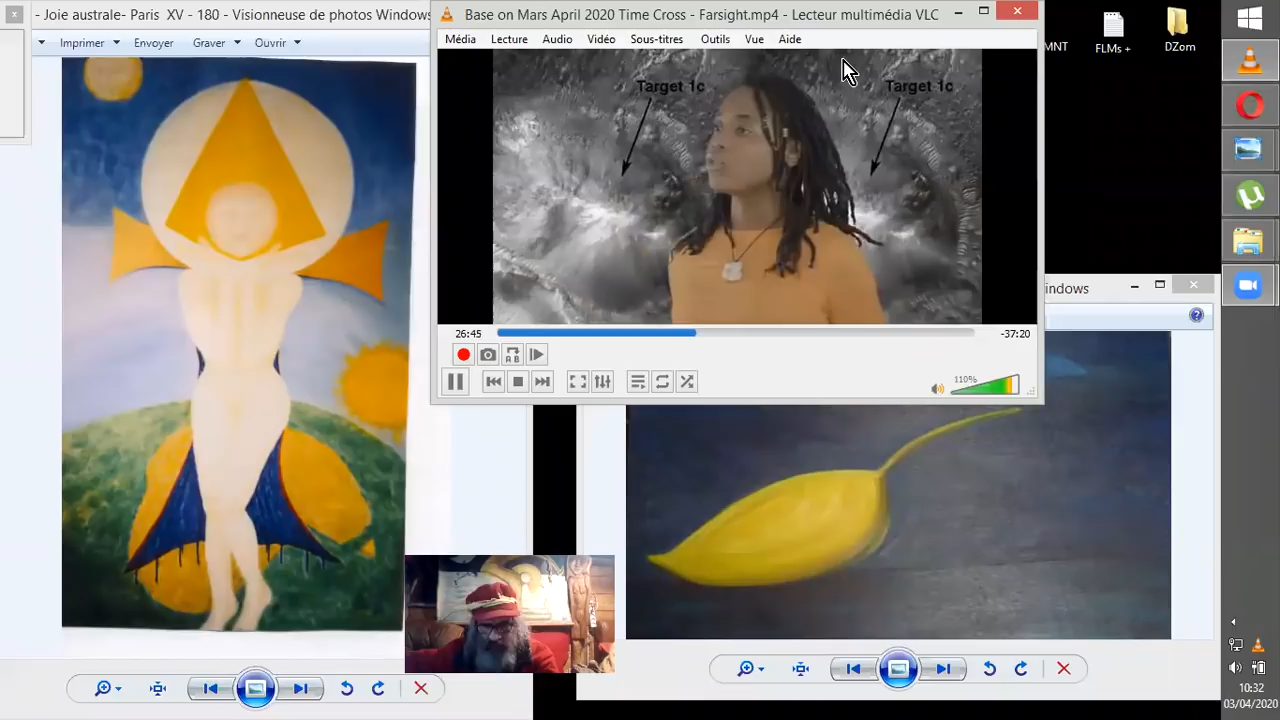 - Joie australe- Paris XV - 180 - Visionneuse de photos Windows
Imprimer Envoyer Graver Ouvrir
Base on Mars April 2020 Time Cross - Farsight.mp4 - Lecteur multimédia VLC
Média Lecture Audio Vidéo Sous-titres Outils Vue Aide
Target 1c Target 1c
26:45 -37:20
110%
MNT FLMs + DZom
indows
10:32
03/04/2020